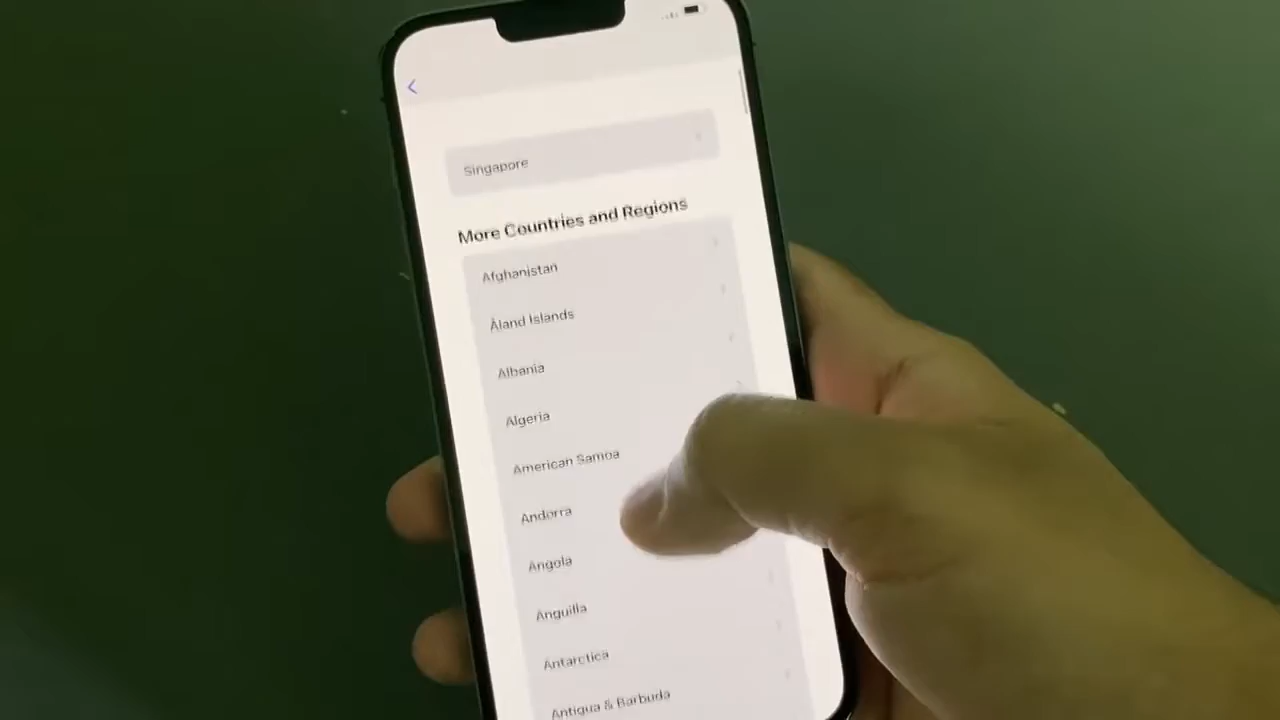 Singapore
More Countries and Regions
Afghanistan
Åland Islands
Albania
Algeria
American Samoa
Andorra
Angola
Anguilla
Antarctica
Antigua & Barbuda